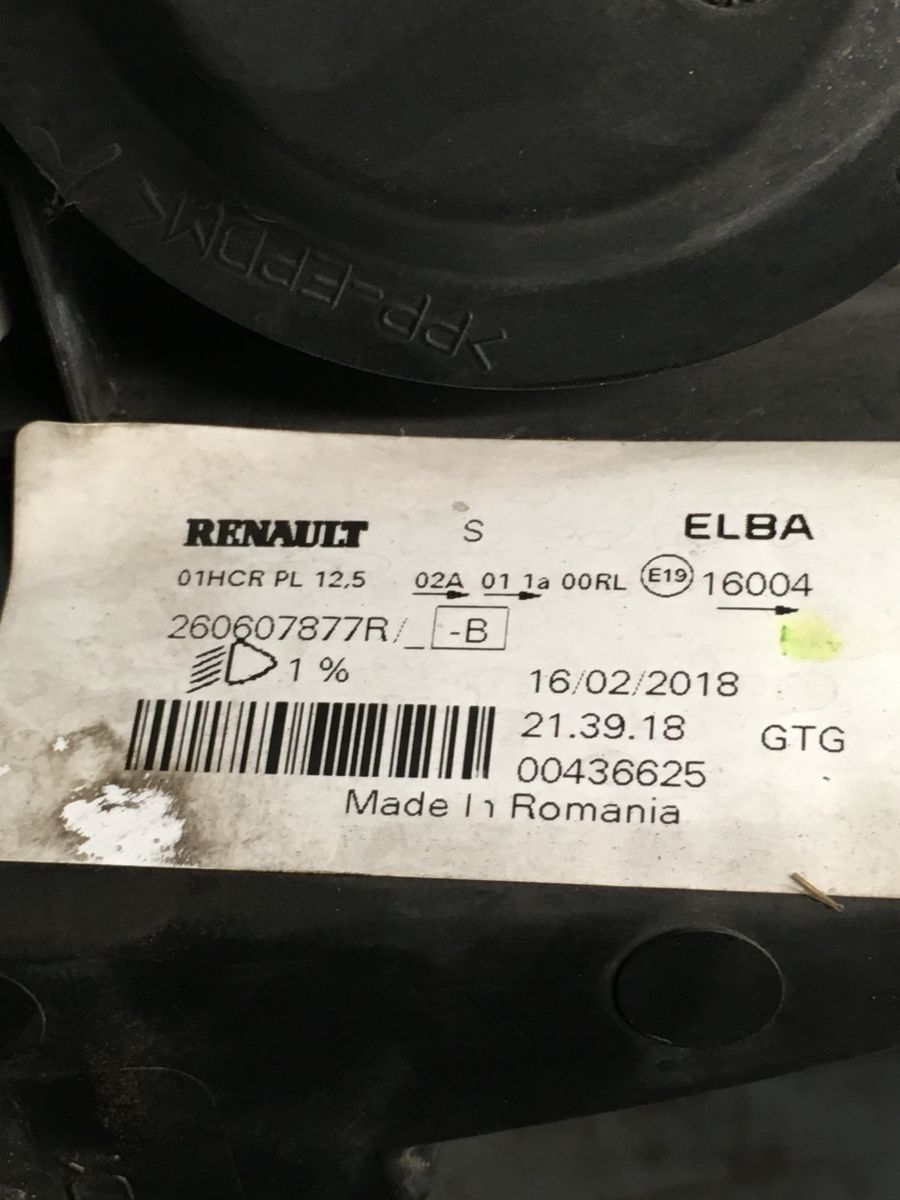 >PP-EPDM<
RENAULT S ELBA
01HCR PL 12,5 02A 01 1a 00RL E19 16004
260607877R/_ -B
1 % 16/02/2018
21.39.18 GTG
00436625
Made In Romania